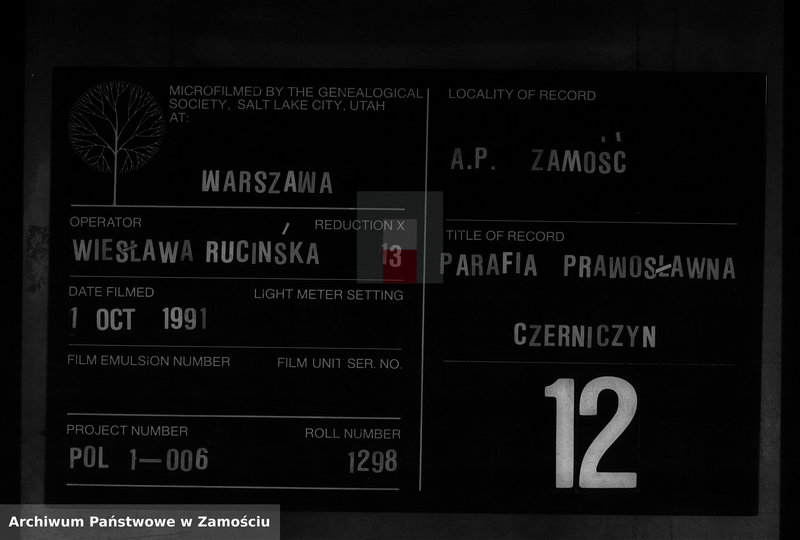 MICROFILMED BY THE GENEALOGICAL
SOCIETY, SALT LAKE CITY, UTAH
AT:
WARSZAWA
OPERATOR REDUCTION X
WIESŁAWA RUCIŃSKA 13
DATE FILMED LIGHT METER SETTING
1 OCT 1991
FILM EMULSION NUMBER FILM UNIT SER. NO.
PROJECT NUMBER ROLL NUMBER
POL 1—006 1298
LOCALITY OF RECORD
A.P. ZAMOŚĆ
TITLE OF RECORD
PARAFIA PRAWOSŁAWNA
CZERNICZYN
12
Archiwum Państwowe w Zamościu